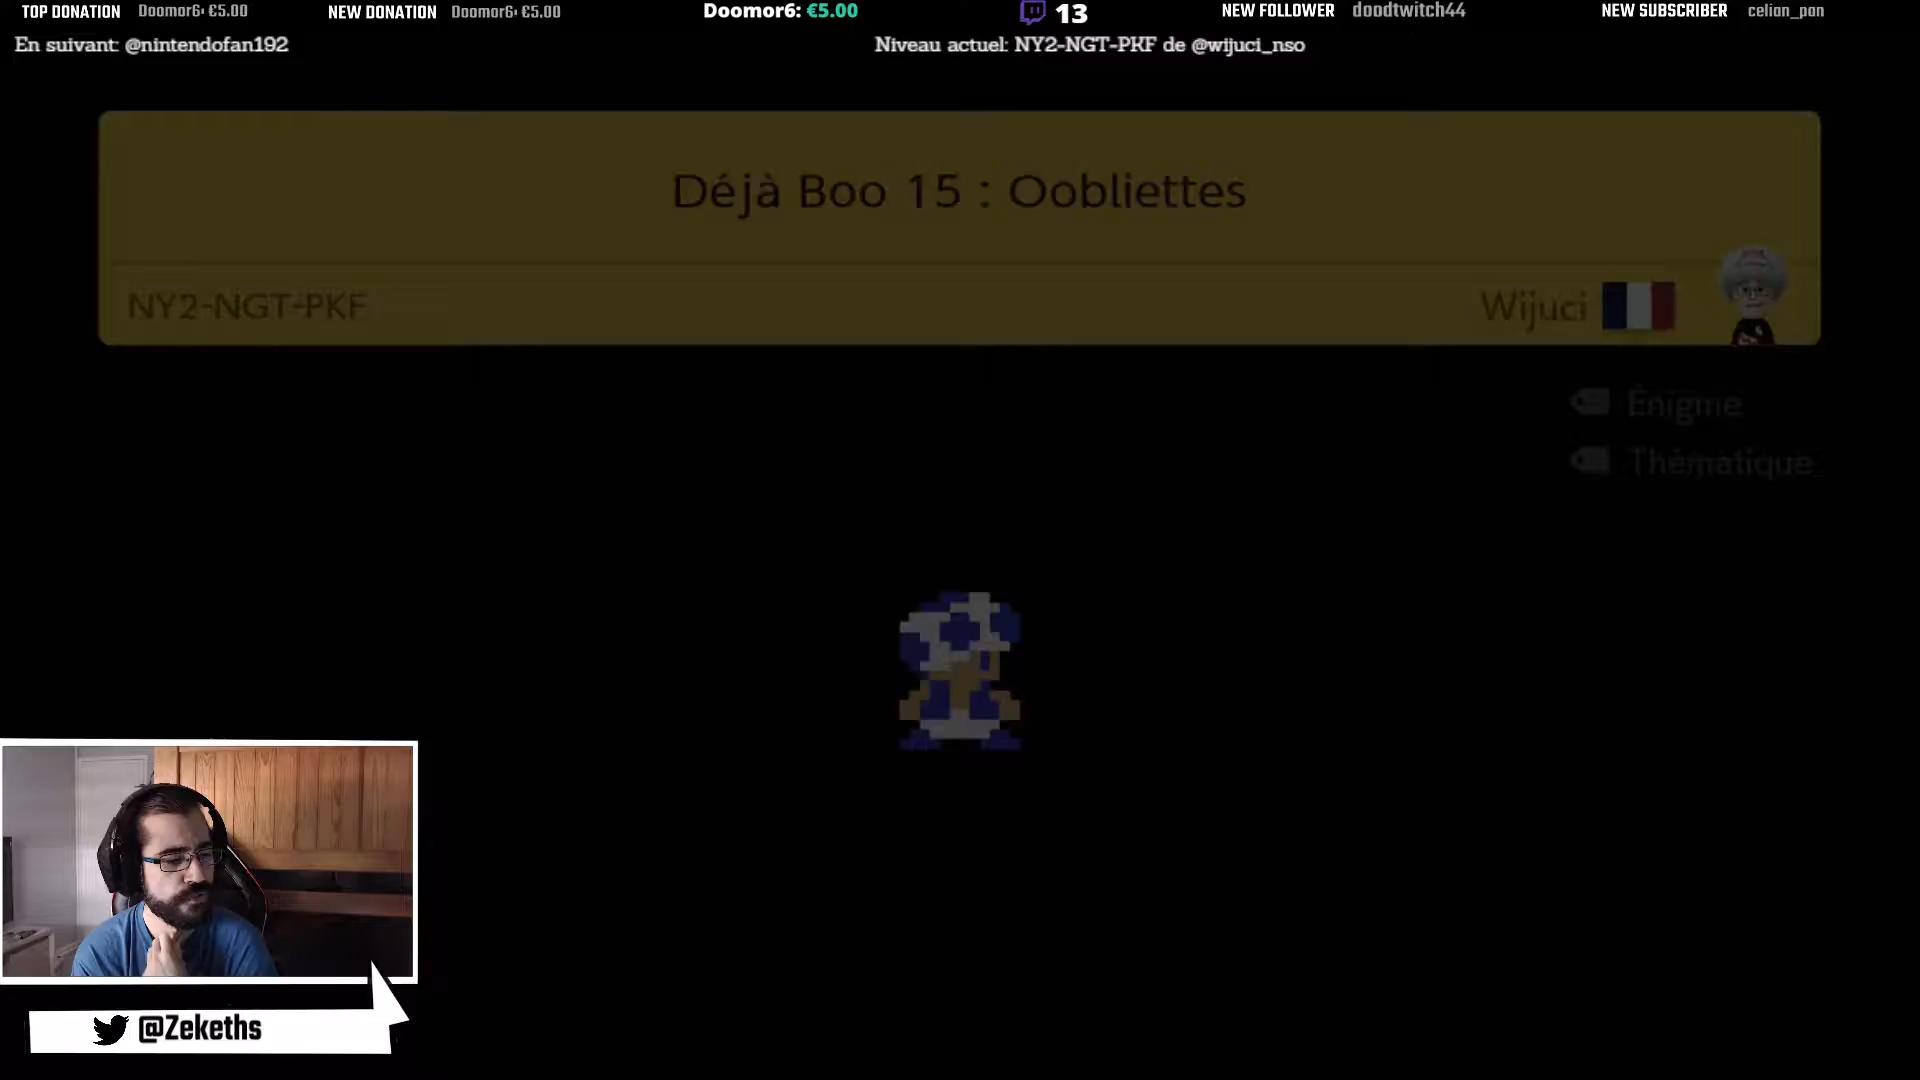 TOP DONATION Doomor6: €5.00 NEW DONATION Doomor6: €5.00 Doomor6: €5.00 13 NEW FOLLOWER doodtwitch44 NEW SUBSCRIBER celian_pan
En suivant: @nintendofan192 Niveau actuel: NY2-NGT-PKF de @wijuci_nso
Déjà Boo 15 : Oobliettes
NY2-NGT-PKF Wijuci
Énigme
Thématique
@Zekeths